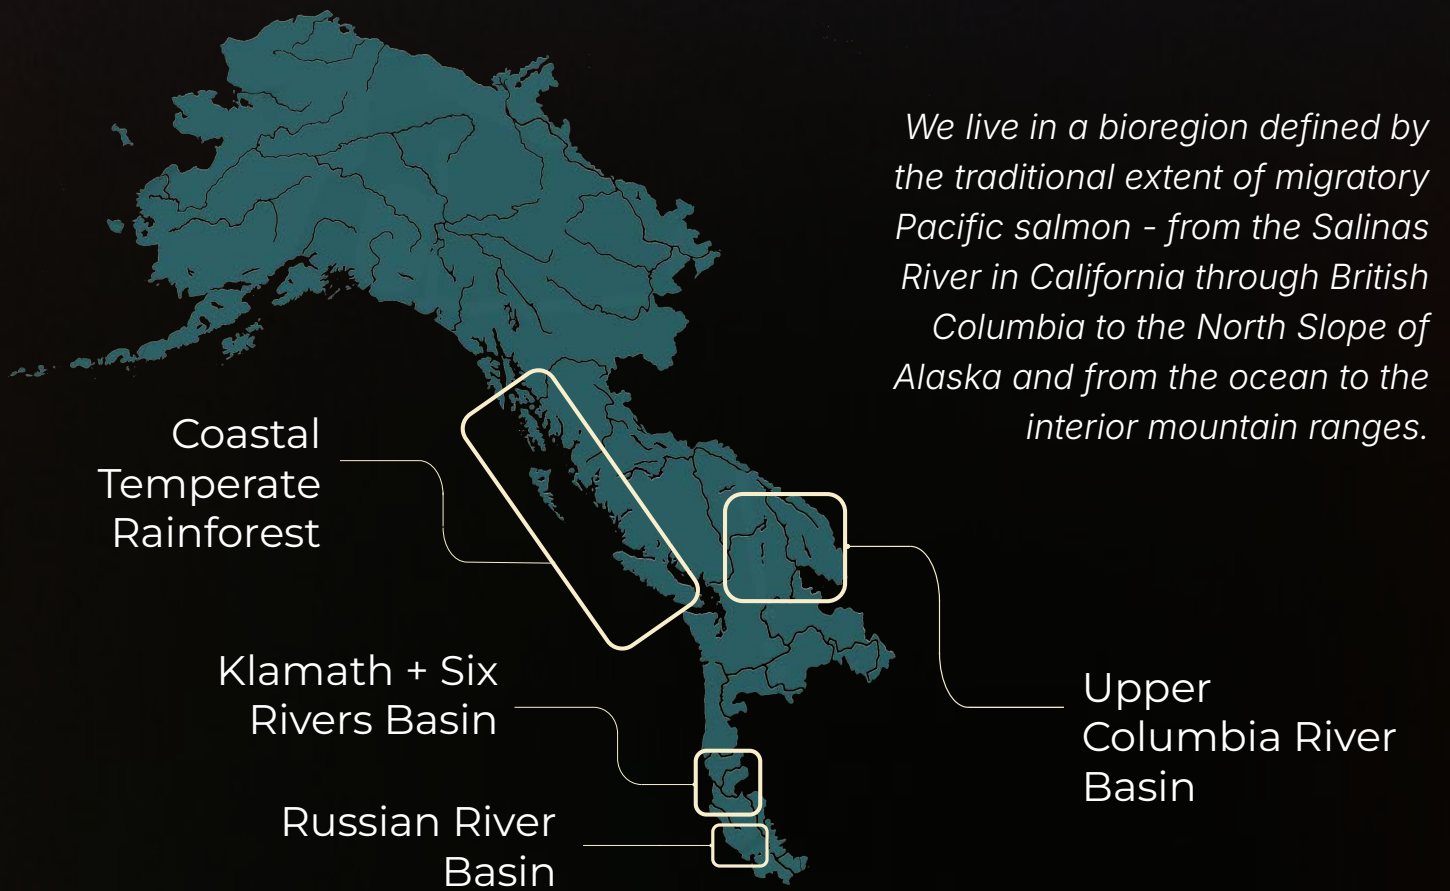 We live in a bioregion defined by
the traditional extent of migratory
Pacific salmon - from the Salinas
River in California through British
Columbia to the North Slope of
Alaska and from the ocean to the
interior mountain ranges.
Coastal
Temperate
Rainforest
Klamath + Six
Rivers Basin
Upper
Columbia River
Basin
Russian River
Basin